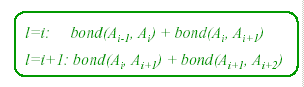 l=i: bond(A_{i-1}, A_i) + bond(A_i, A_{i+1})
l=i+1: bond(A_i, A_{i+1}) + bond(A_{i+1}, A_{i+2})